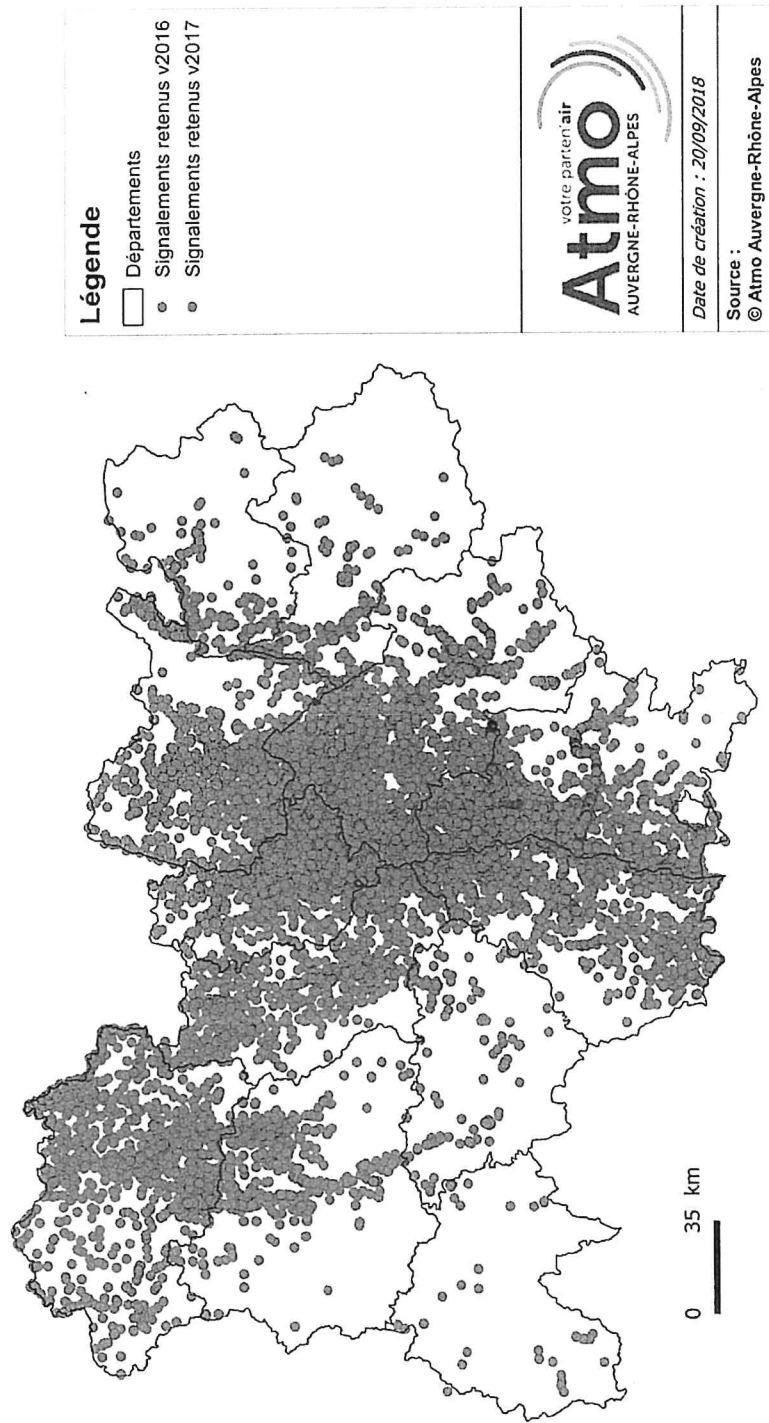 Légende
Départements
Signalements retenus v2016
Signalements retenus v2017
votre parten'air
Atmo
AUVERGNE-RHÔNE-ALPES
Date de création : 20/09/2018
Source :
© Atmo Auvergne-Rhône-Alpes
0 35 km